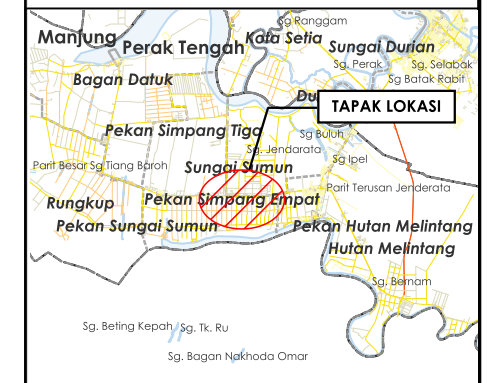 Sg Ranggam
Manjung
Perak Tengah
Kota Setia
Sungai Durian
Sg. Perak
Sg. Selabak
Bagan Datuk
Sg Batak Rabit
TAPAK LOKASI
Pekan Simpang Tiga
Sg Buluh
Sg. Jendarata
Parit Besar Sg Tiang Baroh
Sungai Sumun
Sg Ipel
Parit Terusan Jenderata
Rungkup
Pekan Simpang Empat
Pekan Sungai Sumun
Pekan Hutan Melintang
Hutan Melintang
Sg. Bernam
Sg. Beting Kepah
Sg. Tk. Ru
Sg. Bagan Nakhoda Omar